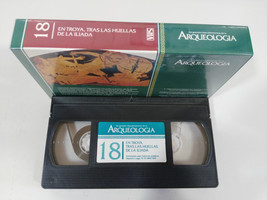 18
EN TROYA, TRAS LAS HUELLAS
DE LA ILIADA
VHS
ARQUEOLOGIA
ARQUEOLOGIA
ARQUEOLOGIA
18
EN TROYA,
TRAS LAS HUELLAS
DE LA ILIADA